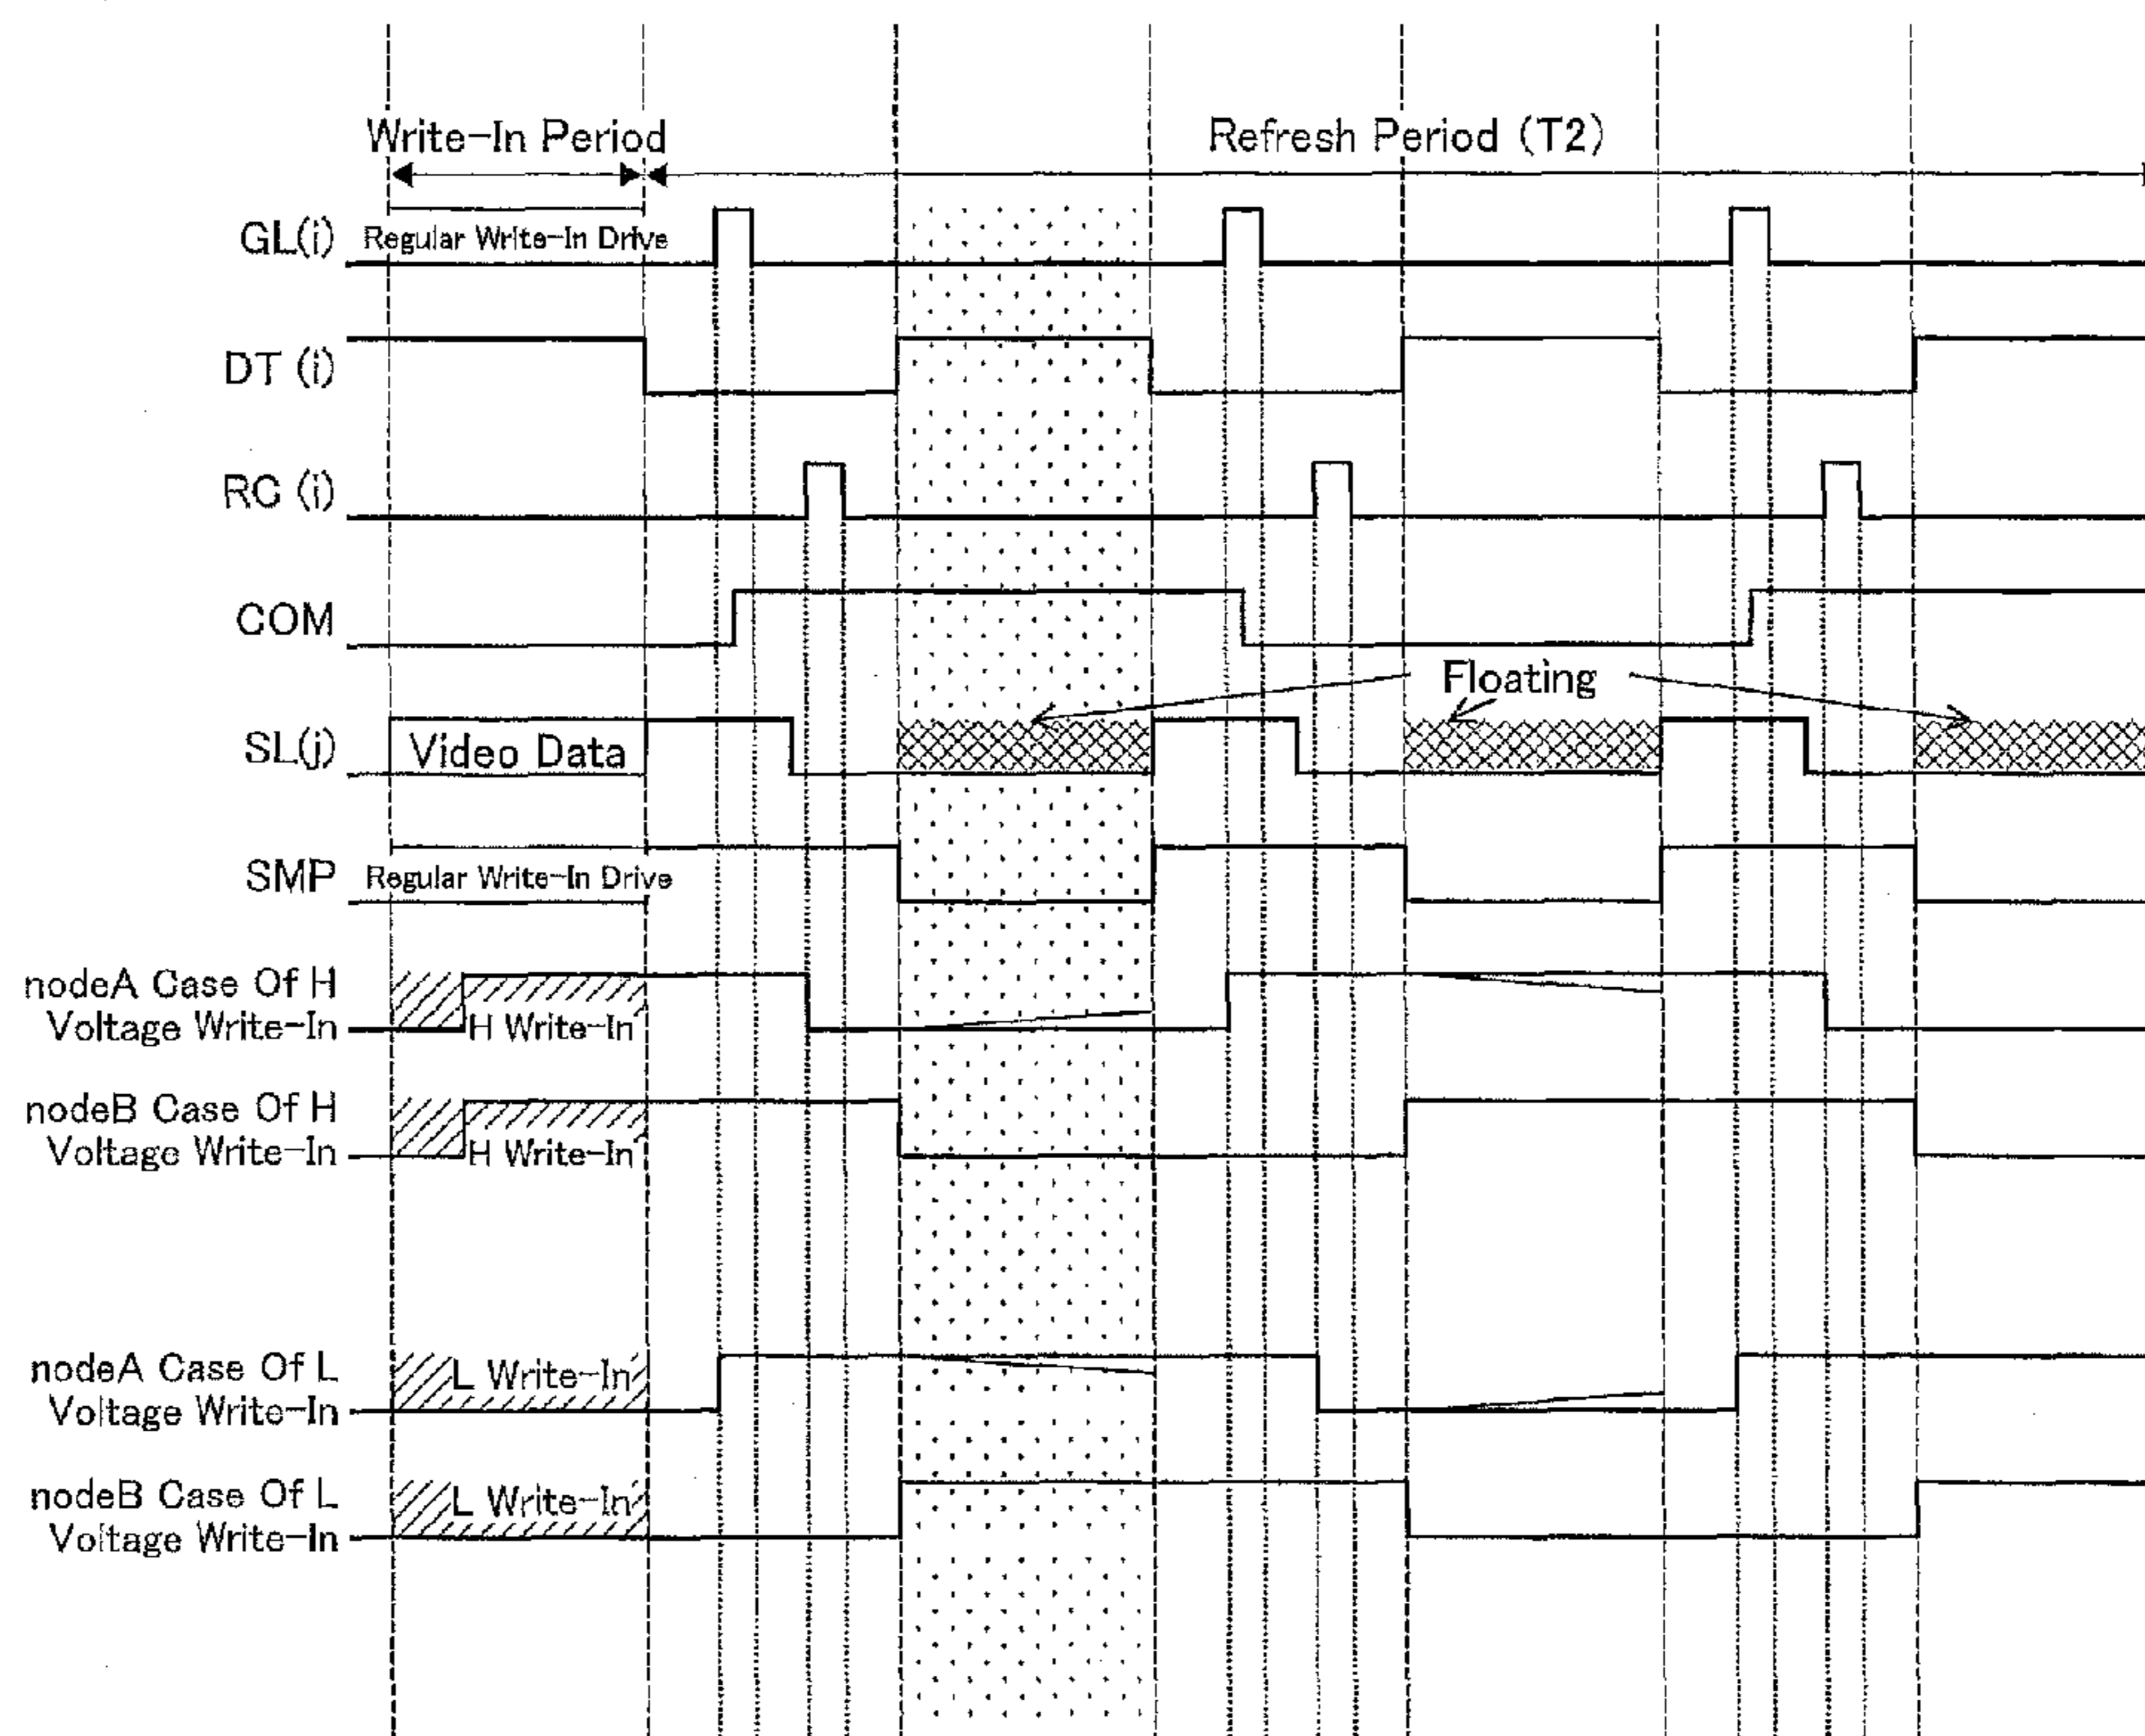 Write-In Period
Refresh Period (T2)
GL(i)
Regular Write-In Drive
DT (i)
RC (i)
COM
Floating
SL(j)
Video Data
SMP
Regular Write-In Drive
nodeA Case Of H
Voltage Write-In
H Write-In
nodeB Case Of H
Voltage Write-In
H Write-In
nodeA Case Of L
Voltage Write-In
L Write-In
nodeB Case Of L
Voltage Write-In
L Write-In